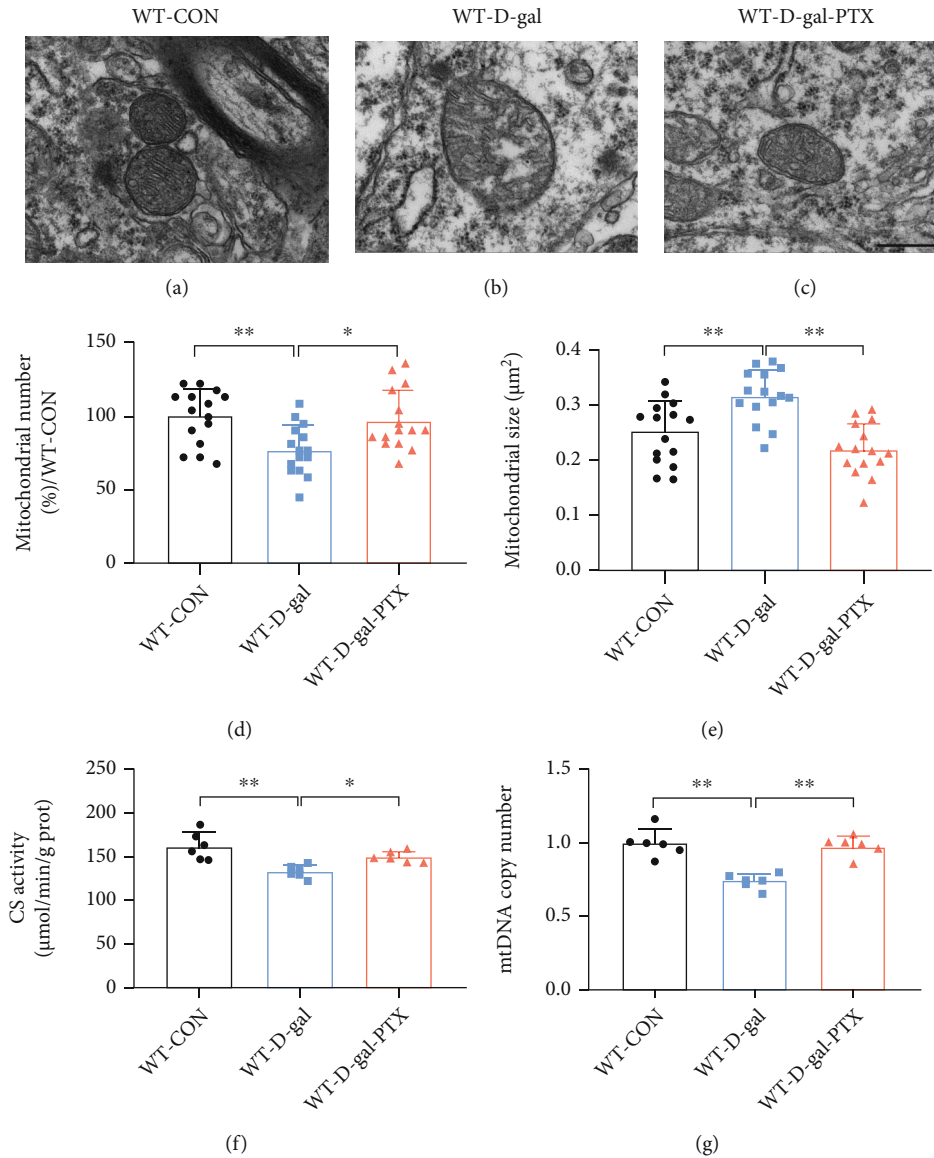 WT-CON
WT-D-gal
WT-D-gal-PTX
(a)
(b)
(c)
Mitochondrial number
(%)/WT-CON
150
100
50
0
**
*
WT-CON
WT-D-gal
WT-D-gal-PTX
(d)
Mitochondrial size (μm²)
0.4
0.3
0.2
0.1
0.0
**
**
WT-CON
WT-D-gal
WT-D-gal-PTX
(e)
CS activity
(μmol/min/g prot)
250
200
150
100
50
0
**
*
WT-CON
WT-D-gal
WT-D-gal-PTX
(f)
mtDNA copy number
1.5
1.0
0.5
0.0
**
**
WT-CON
WT-D-gal
WT-D-gal-PTX
(g)